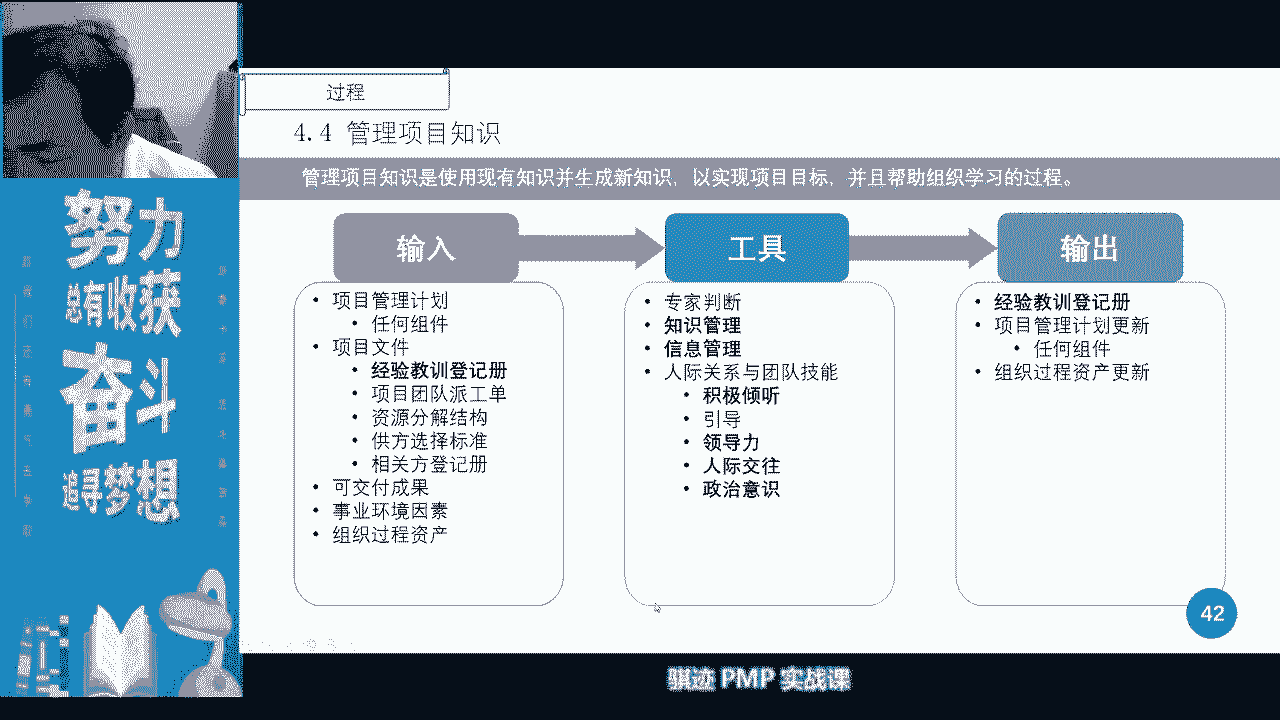 过程
4.4 管理项目知识
管理项目知识是使用现有知识并生成新知识，以实现项目目标，并且帮助组织学习的过程。
输入
• 项目管理计划
• 任何组件
• 项目文件
• 经验教训登记册
• 项目团队派工单
• 资源分解结构
• 供方选择标准
• 相关方登记册
• 可交付成果
• 事业环境因素
• 组织过程资产
工具
• 专家判断
• 知识管理
• 信息管理
• 人际关系与团队技能
• 积极倾听
• 引导
• 领导力
• 人际交往
• 政治意识
输出
• 经验教训登记册
• 项目管理计划更新
• 任何组件
• 组织过程资产更新
42
努力
总有收获
奋斗
追寻梦想
骐迹 PMP 实战课